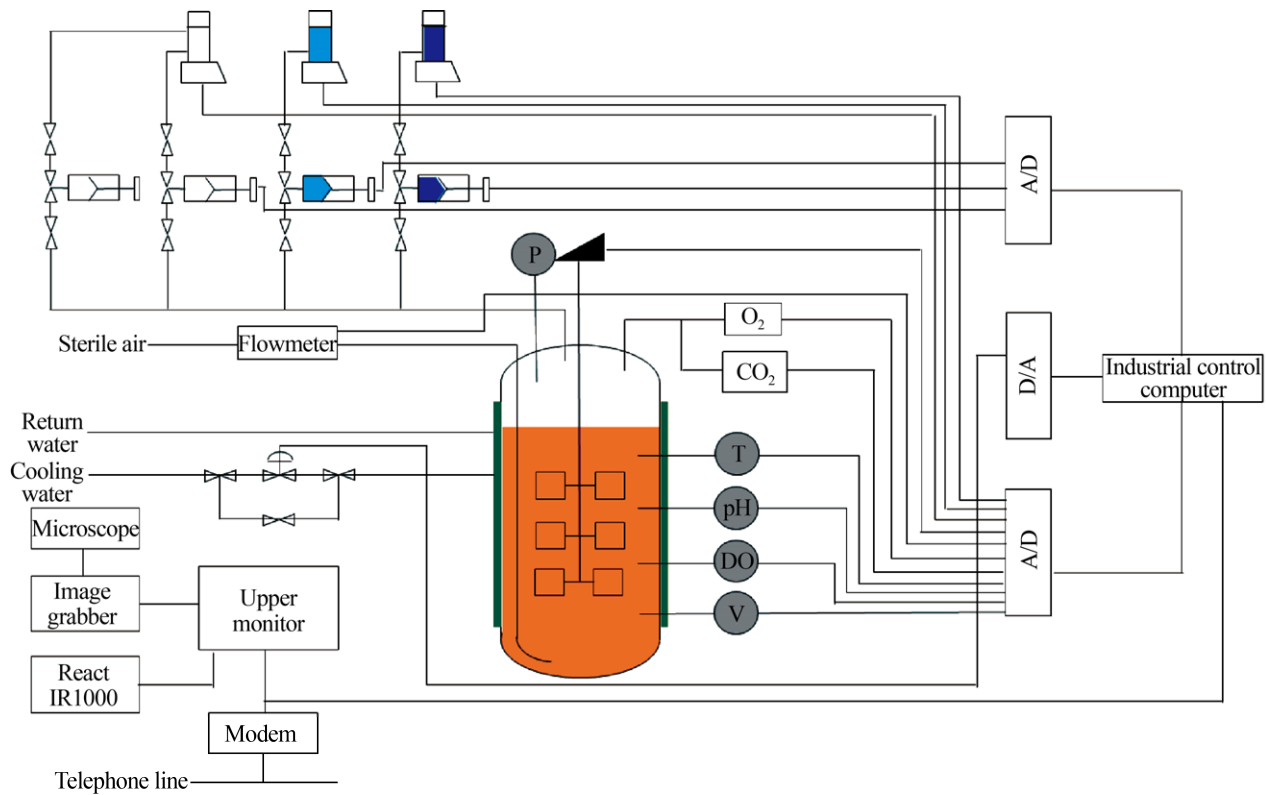 A/D
P
O₂
Sterile air
Flowmeter
CO₂
D/A
Industrial control
computer
Return
water
Cooling
water
T
pH
DO
V
A/D
Microscope
Image
grabber
Upper
monitor
React
IR1000
Modem
Telephone line